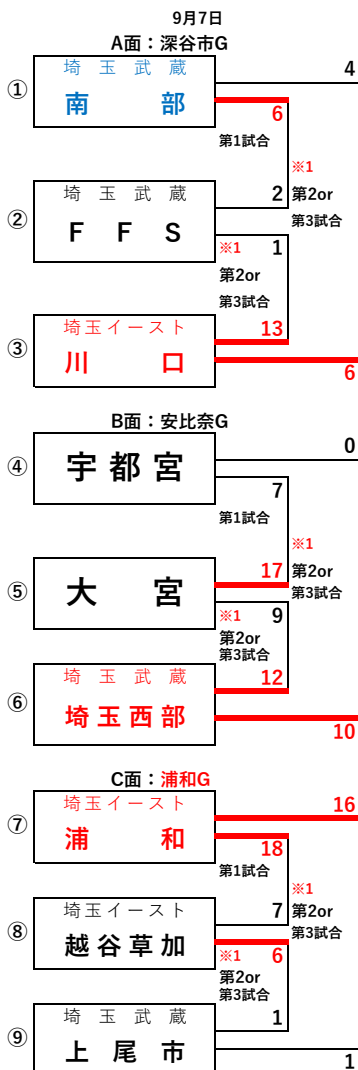 9月7日
A面：深谷市G
① 埼玉武蔵 4
南部 6
第1試合
※1
② 埼玉武蔵 2 第2or
FFS 第3試合
※1 1
第2or
第3試合
③ 埼玉イースト 13
川口 6
B面：安比奈G
④ 宇都宮 0
7
第1試合
※1
⑤ 大宮 17 第2or
第3試合
※1 9
第2or
第3試合
⑥ 埼玉武蔵 12
埼玉西部 10
C面：浦和G
⑦ 埼玉イースト 16
浦和 18
第1試合
※1
⑧ 埼玉イースト 7 第2or
越谷草加 第3試合
※1 6
第2or
第3試合
⑨ 埼玉武蔵 1
上尾市 1